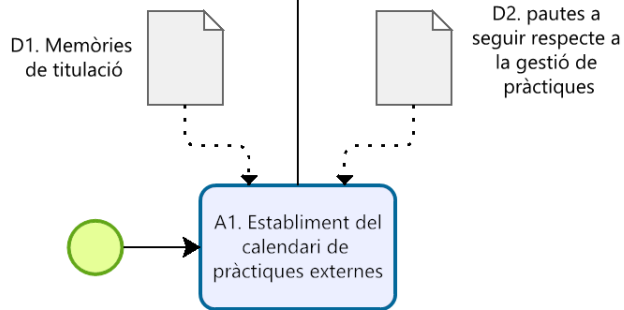 D1. Memòries
de titulació
D2. pautes a
seguir respecte a
la gestió de
pràctiques
A1. Establiment del
calendari de
pràctiques externes